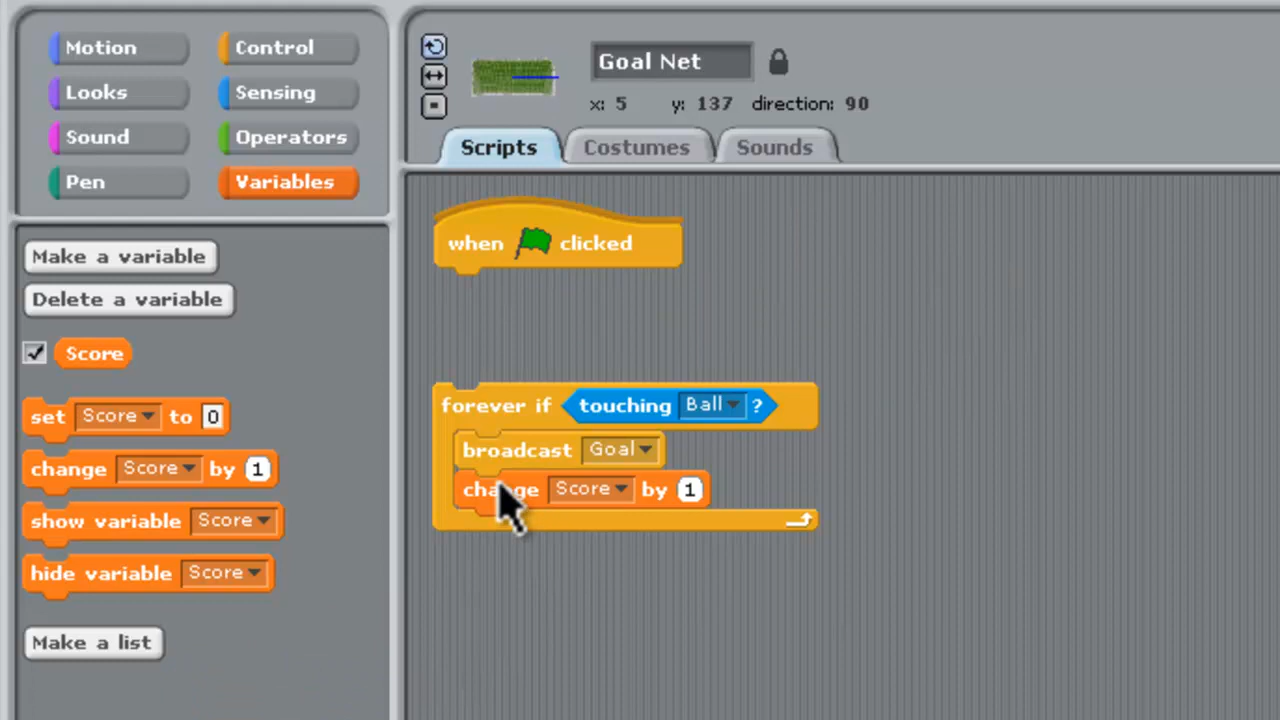 Motion
Control
Looks
Sensing
Sound
Operators
Pen
Variables
Make a variable
Delete a variable
Score
set Score to 0
change Score by 1
show variable Score
hide variable Score
Make a list
Goal Net
x: 5 y: 137 direction: 90
Scripts
Costumes
Sounds
when clicked
forever if touching Ball ?
broadcast Goal
change Score by 1